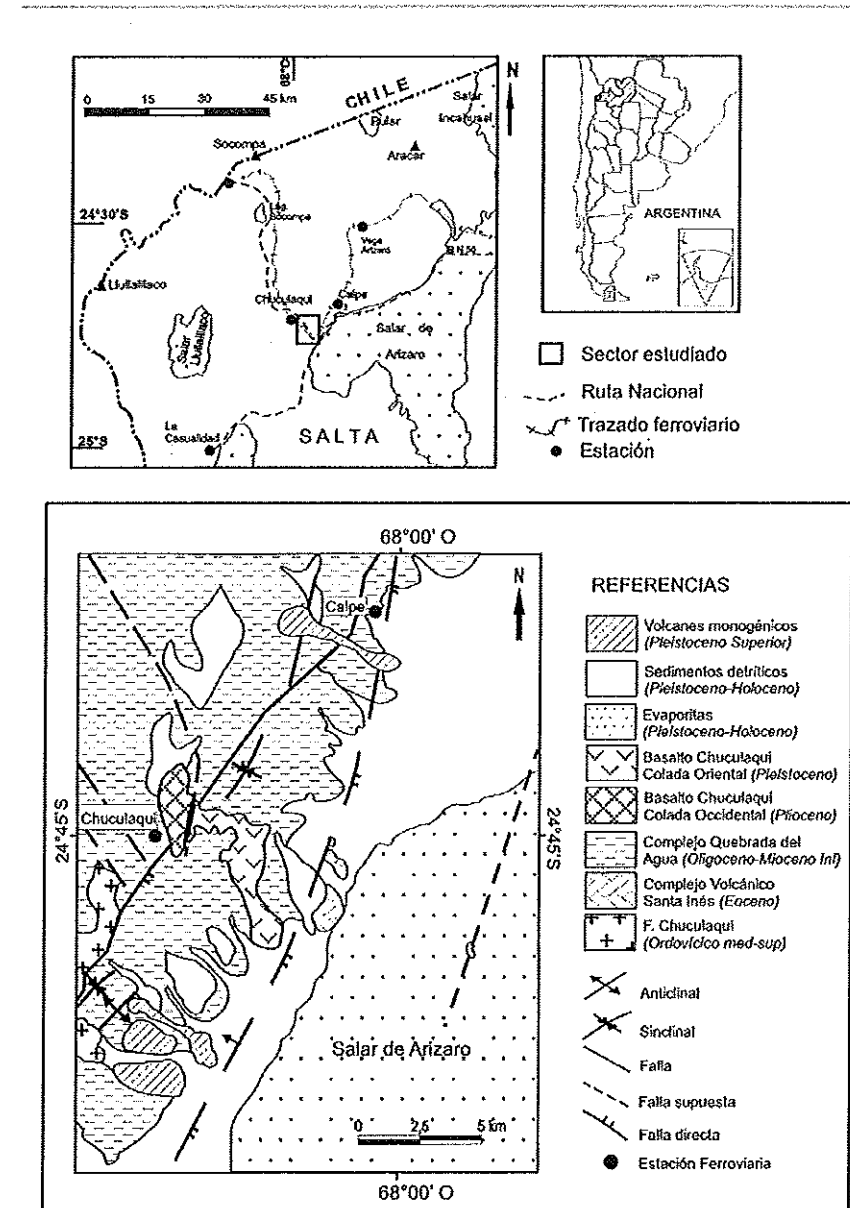 68°O
0 15 30 45 km
CHILE
N
Salar
Incahuasi
Pular
Socompa
Aracar
24°30'S
Lag.
Socompa
Vega
Arizaro
Llullaillaco
Chuculaqui
Caipe
Salar
Llullaillaco
Salar de
Arizaro
La
Casualidad
SALTA
25°S
ARGENTINA
Sector estudiado
Ruta Nacional
Trazado ferroviario
Estación
68°00' O
N
Caipe
Chuculaqui
24°45'S
24°45'S
Salar de Arizaro
0 2,5 5 km
68°00' O
REFERENCIAS
Volcanes monogénicos
(Pleistoceno Superior)
Sedimentos detríticos
(Pleistoceno-Holoceno)
Evaporitas
(Pleistoceno-Holoceno)
Basalto Chuculaqui
Colada Oriental (Pleistoceno)
Basalto Chuculaqui
Colada Occidental (Plioceno)
Complejo Quebrada del
Agua (Oligoceno-Mioceno Inf)
Complejo Volcánico
Santa Inés (Eoceno)
F. Chuculaqui
(Ordovícico med-sup)
Anticlinal
Sinclinal
Falla
Falla supuesta
Falla directa
Estación Ferroviaria